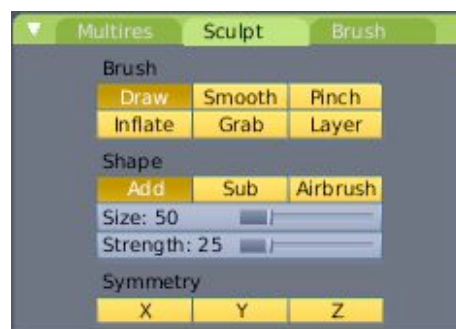 Multires Sculpt Brush
Brush
Draw Smooth Pinch
Inflate Grab Layer
Shape
Add Sub Airbrush
Size: 50
Strength: 25
Symmetry
X Y Z